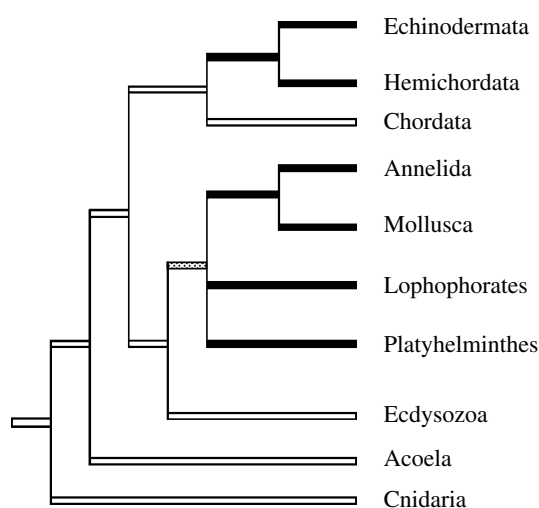 Echinodermata
Hemichordata
Chordata
Annelida
Mollusca
Lophophorates
Platyhelminthes
Ecdysozoa
Acoela
Cnidaria